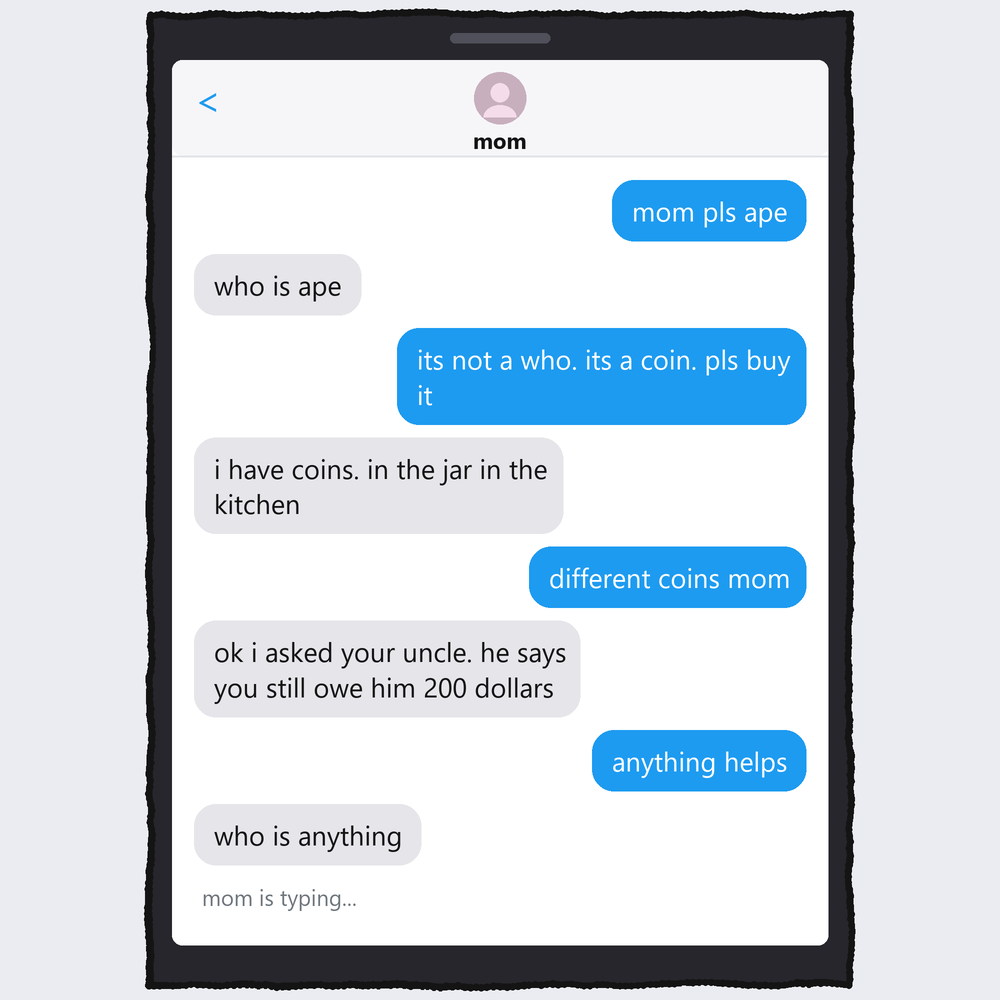 <
mom
mom pls ape
who is ape
its not a who. its a coin. pls buy
it
i have coins. in the jar in the
kitchen
different coins mom
ok i asked your uncle. he says
you still owe him 200 dollars
anything helps
who is anything
mom is typing...